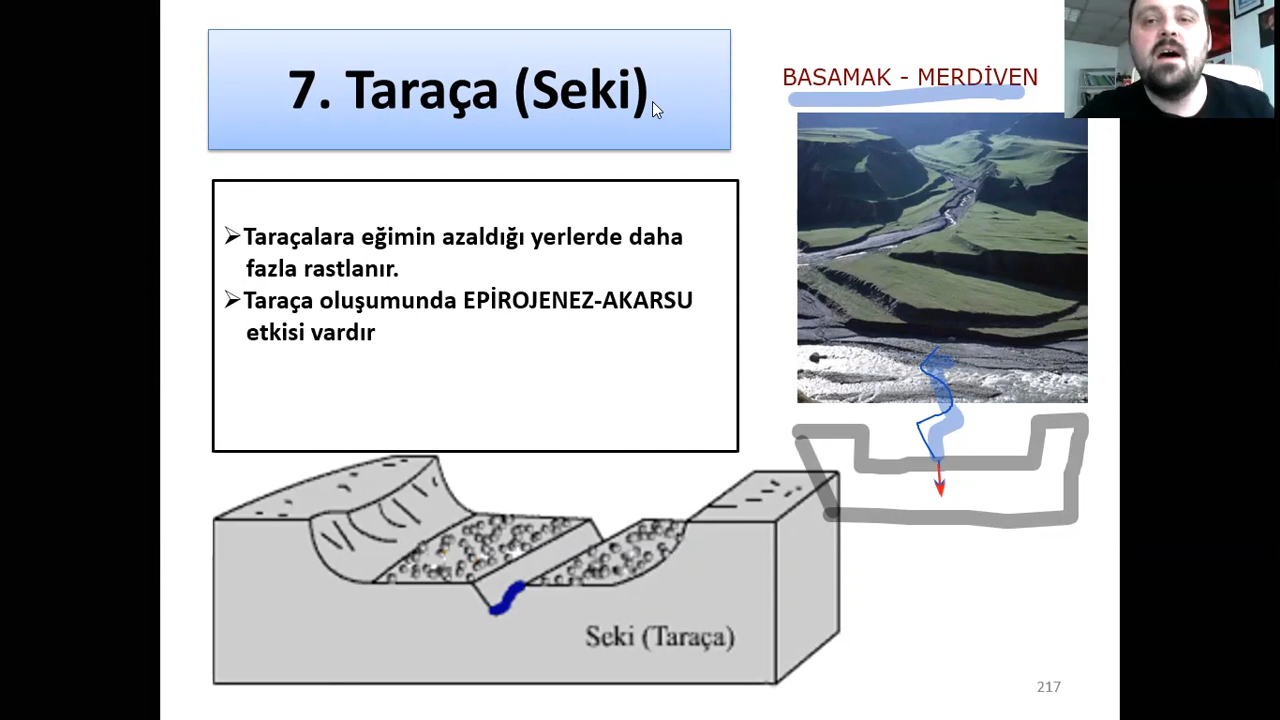 7. Taraça (Seki)
BASAMAK - MERDİVEN
➢Taraçalara eğimin azaldığı yerlerde daha
fazla rastlanır.
➢Taraça oluşumunda EPİROJENEZ-AKARSU
etkisi vardır
Seki (Taraça)
217